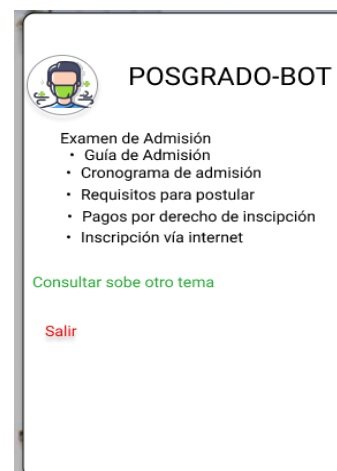 POSGRADO-BOT
Examen de Admisión
• Guía de Admisión
• Cronograma de admisión
• Requisitos para postular
• Pagos por derecho de inscipción
• Inscripción vía internet
Consultar sobe otro tema
Salir